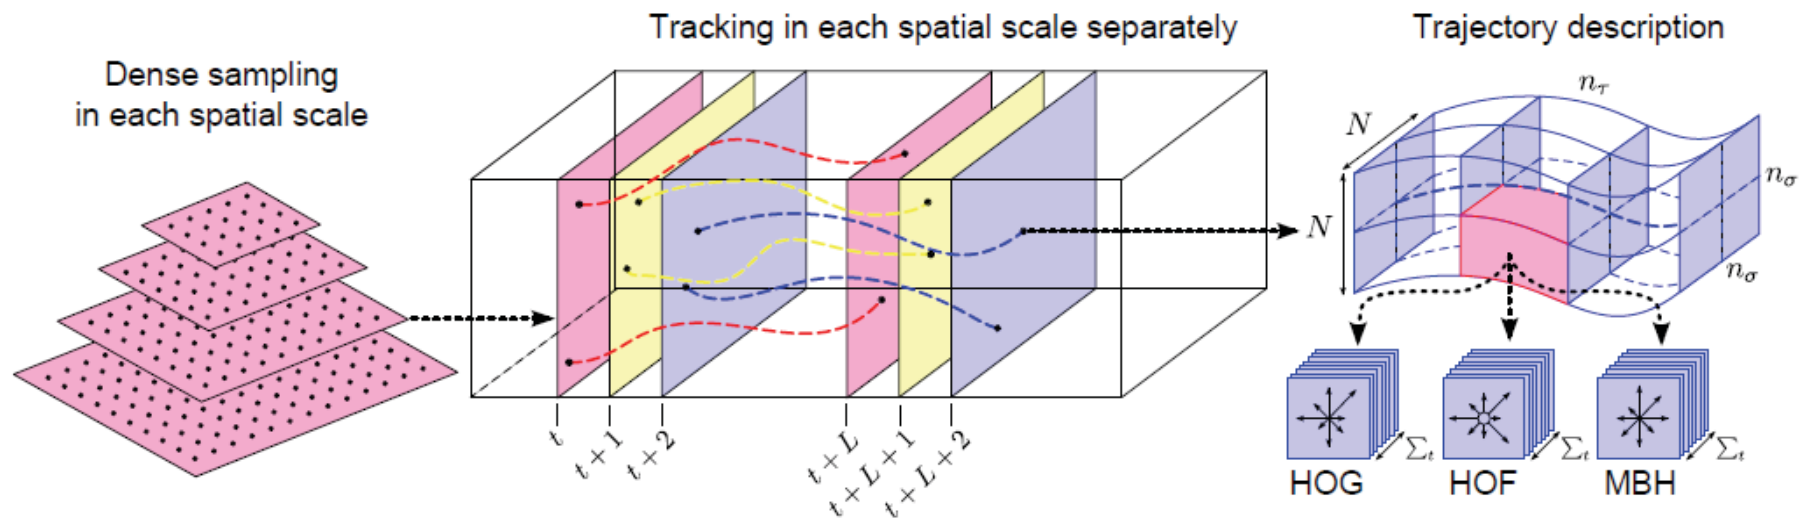 Dense sampling
in each spatial scale
Tracking in each spatial scale separately
t
t + 1
t + 2
t + L
t + L + 1
t + L + 2
Trajectory description
n_τ
N
N
n_σ
n_σ
Σ_t
Σ_t
Σ_t
HOG
HOF
MBH